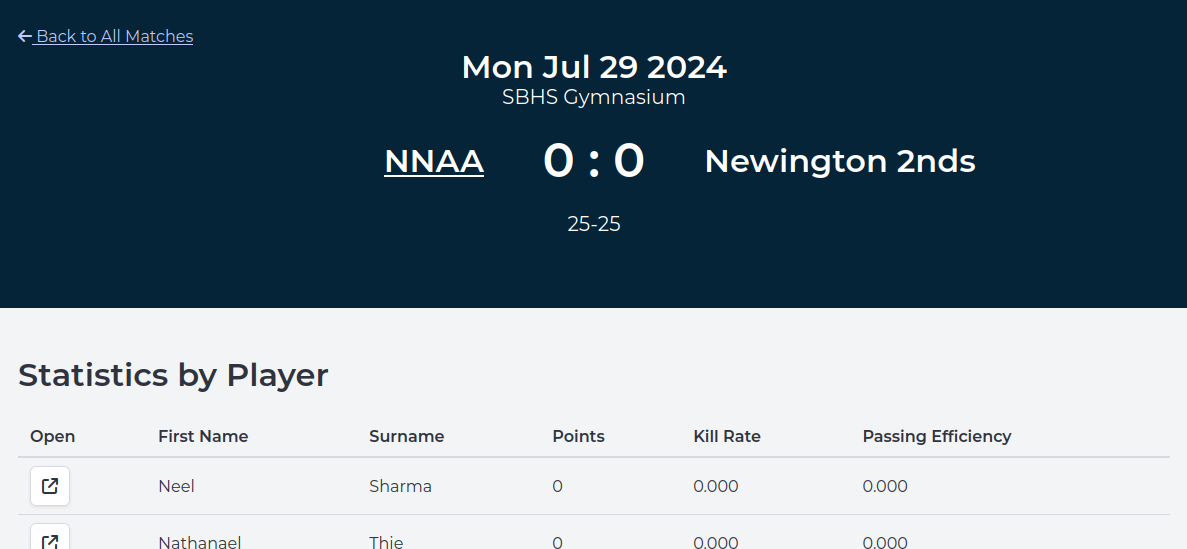 Back to All Matches
Mon Jul 29 2024
SBHS Gymnasium
NNAA 0 : 0 Newington 2nds
25-25
Statistics by Player
Open First Name Surname Points Kill Rate Passing Efficiency
Neel Sharma 0 0.000 0.000
Nathanael Thie 0 0.000 0.000